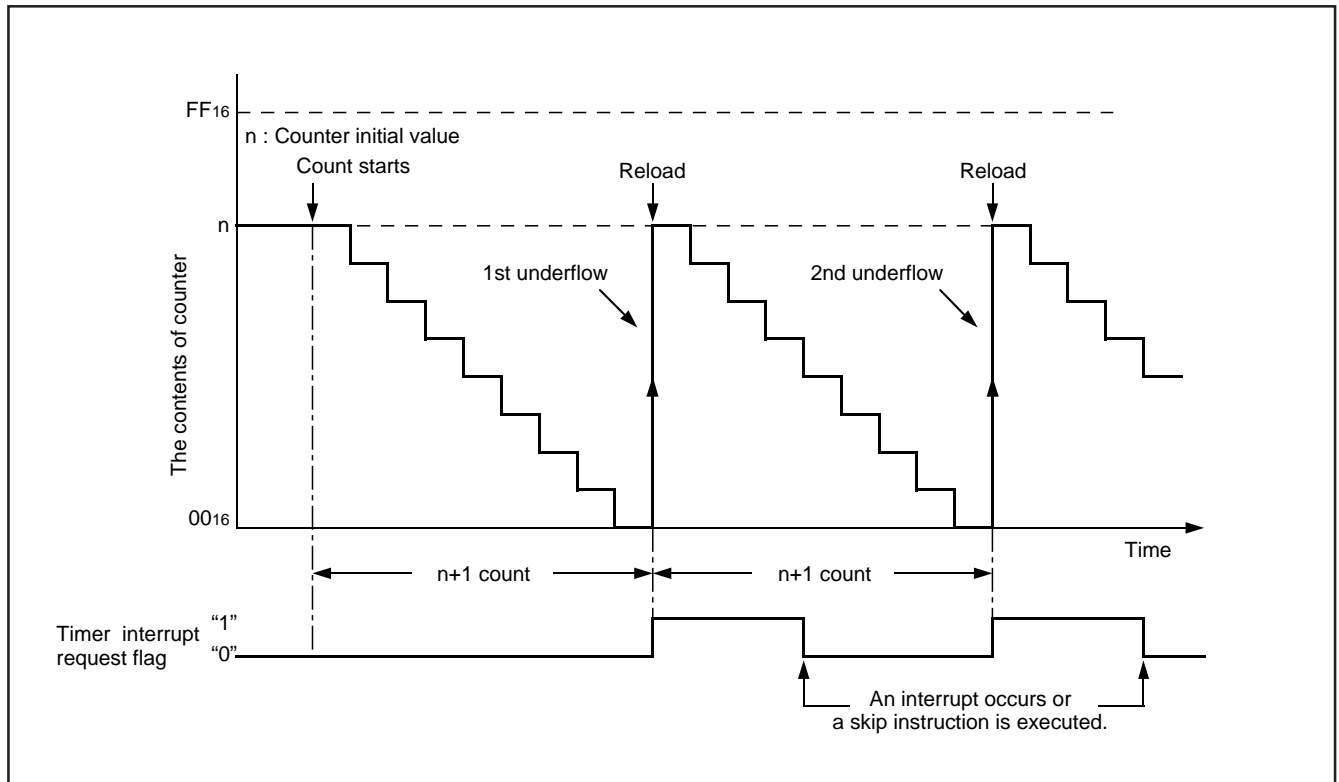 FF16
n : Counter initial value
Count starts
Reload
Reload
n
The contents of counter
1st underflow
2nd underflow
0016
Time
n+1 count
n+1 count
Timer interrupt
request flag
“1”
“0”
An interrupt occurs or
a skip instruction is executed.